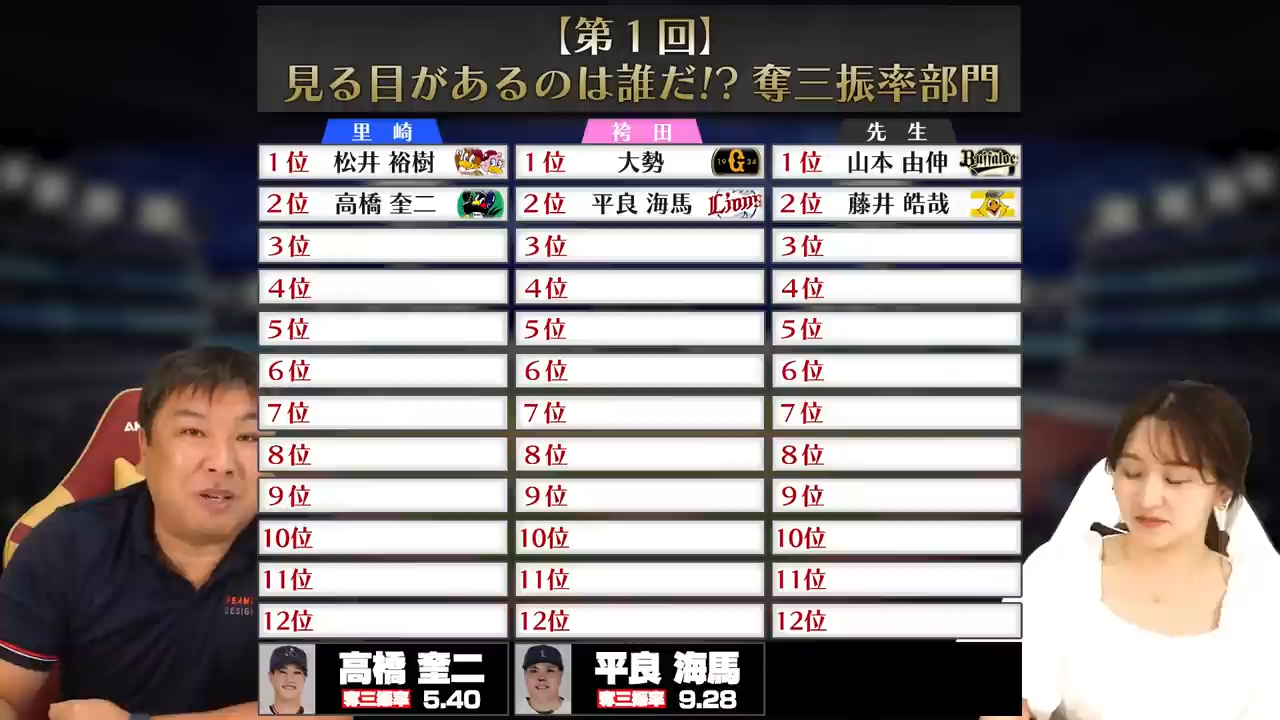 【第1回】
見る目があるのは誰だ!? 奪三振率部門
里崎
袴田
先生
1位 松井 裕樹
1位 大勢 19 G 34
1位 山本 由伸 Buffaloes
2位 高橋 奎二
2位 平良 海馬 Lions
2位 藤井 皓哉
3位
3位
3位
4位
4位
4位
5位
5位
5位
6位
6位
6位
7位
7位
7位
8位
8位
8位
9位
9位
9位
10位
10位
10位
11位
11位
11位
12位
12位
12位
高橋 奎二
奪三振率 5.40
平良 海馬
奪三振率 9.28